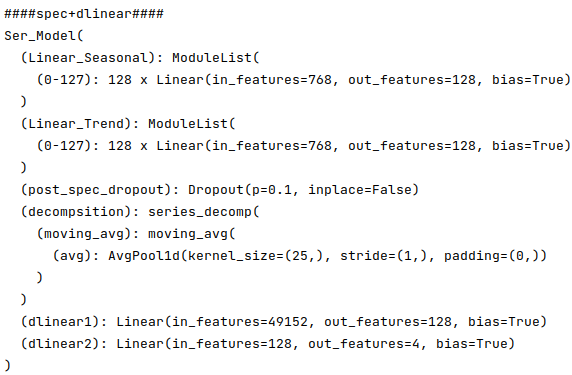 ####spec+dlinear####
Ser_Model(
  (Linear_Seasonal): ModuleList(
    (0-127): 128 x Linear(in_features=768, out_features=128, bias=True)
  )
  (Linear_Trend): ModuleList(
    (0-127): 128 x Linear(in_features=768, out_features=128, bias=True)
  )
  (post_spec_dropout): Dropout(p=0.1, inplace=False)
  (decompsition): series_decomp(
    (moving_avg): moving_avg(
      (avg): AvgPool1d(kernel_size=(25,), stride=(1,), padding=(0,))
    )
  )
  (dlinear1): Linear(in_features=49152, out_features=128, bias=True)
  (dlinear2): Linear(in_features=128, out_features=4, bias=True)
)